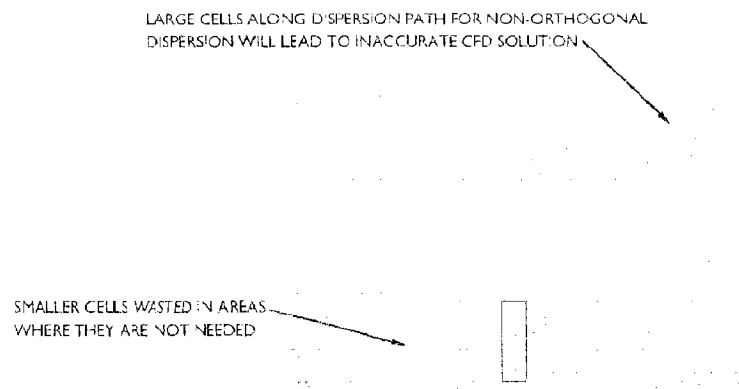 LARGE CELLS ALONG DISPERSION PATH FOR NON-ORTHOGONAL
DISPERSION WILL LEAD TO INACCURATE CFD SOLUTION
SMALLER CELLS WASTED IN AREAS
WHERE THEY ARE NOT NEEDED